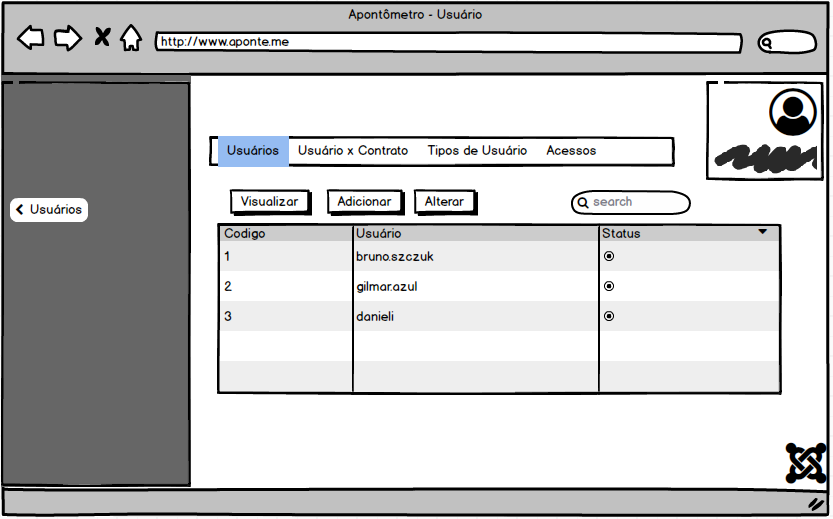 Apontômetro - Usuário
http://www.aponte.me
Usuários
Usuário x Contrato
Tipos de Usuário
Acessos
Usuários
Visualizar
Adicionar
Alterar
search
Codigo
Usuário
Status
1
bruno.szczuk
2
gilmar.azul
3
danieli